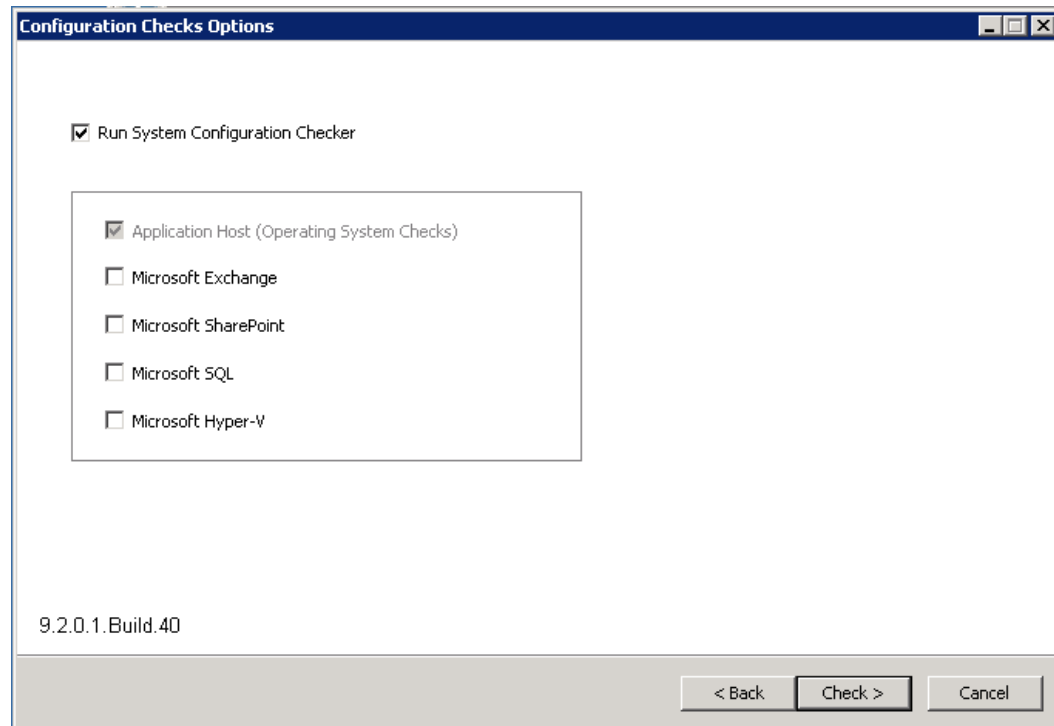 Configuration Checks Options
Run System Configuration Checker
Application Host (Operating System Checks)
Microsoft Exchange
Microsoft SharePoint
Microsoft SQL
Microsoft Hyper-V
9.2.0.1.Build.40
< Back Check > Cancel